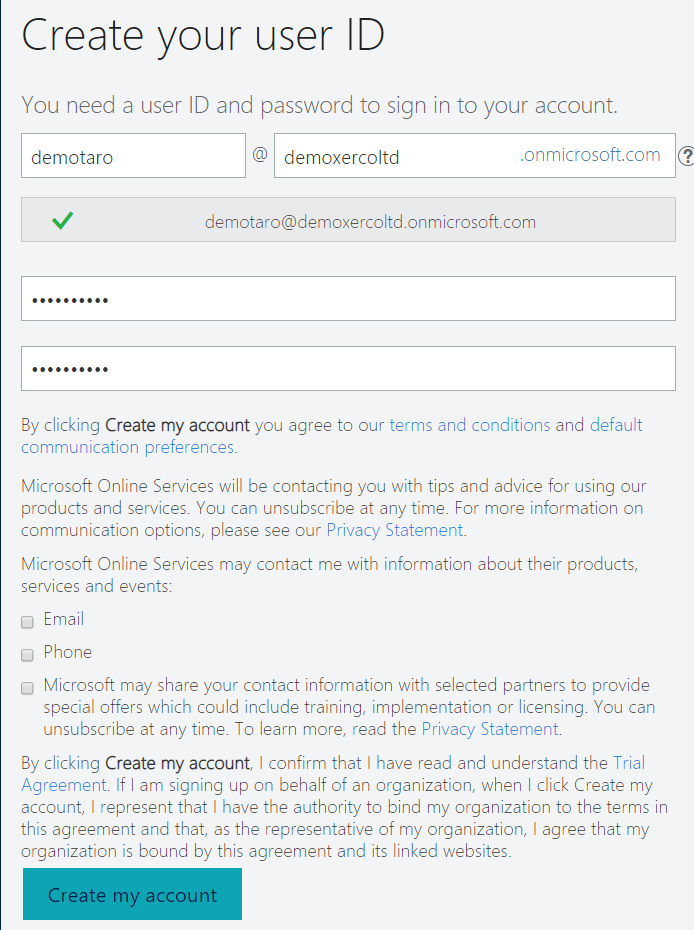 Create your user ID
You need a user ID and password to sign in to your account.
demotaro @ demoxercoltd .onmicrosoft.com ?
demotaro@demoxercoltd.onmicrosoft.com
••••••••••
••••••••••
By clicking Create my account you agree to our terms and conditions and default
communication preferences.
Microsoft Online Services will be contacting you with tips and advice for using our
products and services. You can unsubscribe at any time. For more information on
communication options, please see our Privacy Statement.
Microsoft Online Services may contact me with information about their products,
services and events:
Email
Phone
Microsoft may share your contact information with selected partners to provide
special offers which could include training, implementation or licensing. You can
unsubscribe at any time. To learn more, read the Privacy Statement.
By clicking Create my account, I confirm that I have read and understand the Trial
Agreement. If I am signing up on behalf of an organization, when I click Create my
account, I represent that I have the authority to bind my organization to the terms in
this agreement and that, as the representative of my organization, I agree that my
organization is bound by this agreement and its linked websites.
Create my account